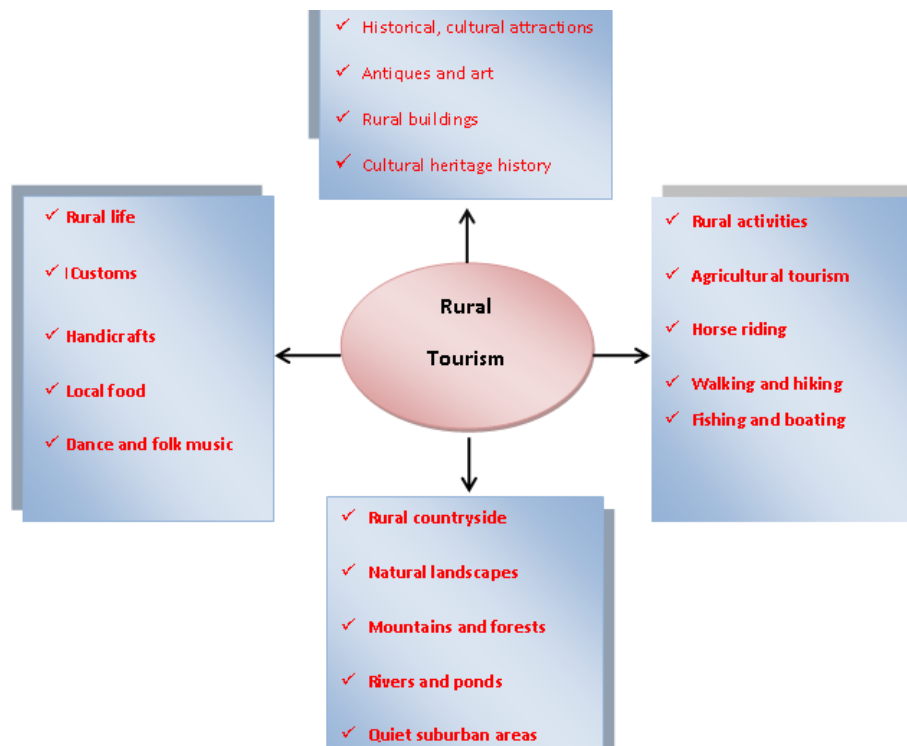 ✓ Historical, cultural attractions
✓ Antiques and art
✓ Rural buildings
✓ Cultural heritage history
✓ Rural life
✓ |Customs
✓ Handicrafts
✓ Local food
✓ Dance and folk music
Rural
Tourism
✓ Rural activities
✓ Agricultural tourism
✓ Horse riding
✓ Walking and hiking
✓ Fishing and boating
✓ Rural countryside
✓ Natural landscapes
✓ Mountains and forests
✓ Rivers and ponds
✓ Quiet suburban areas